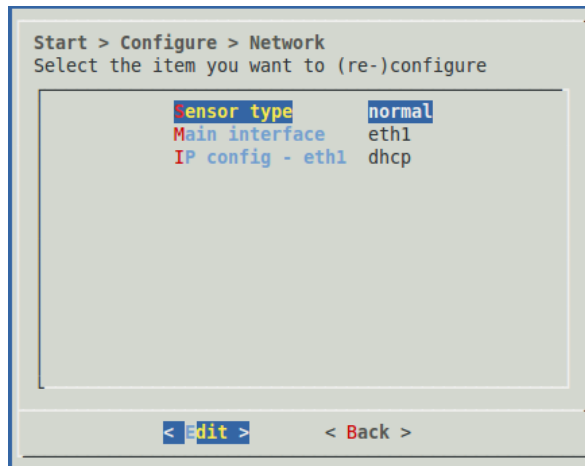 Start > Configure > Network
Select the item you want to (re-)configure
Sensor type normal
Main interface eth1
IP config - eth1 dhcp
< Edit > < Back >